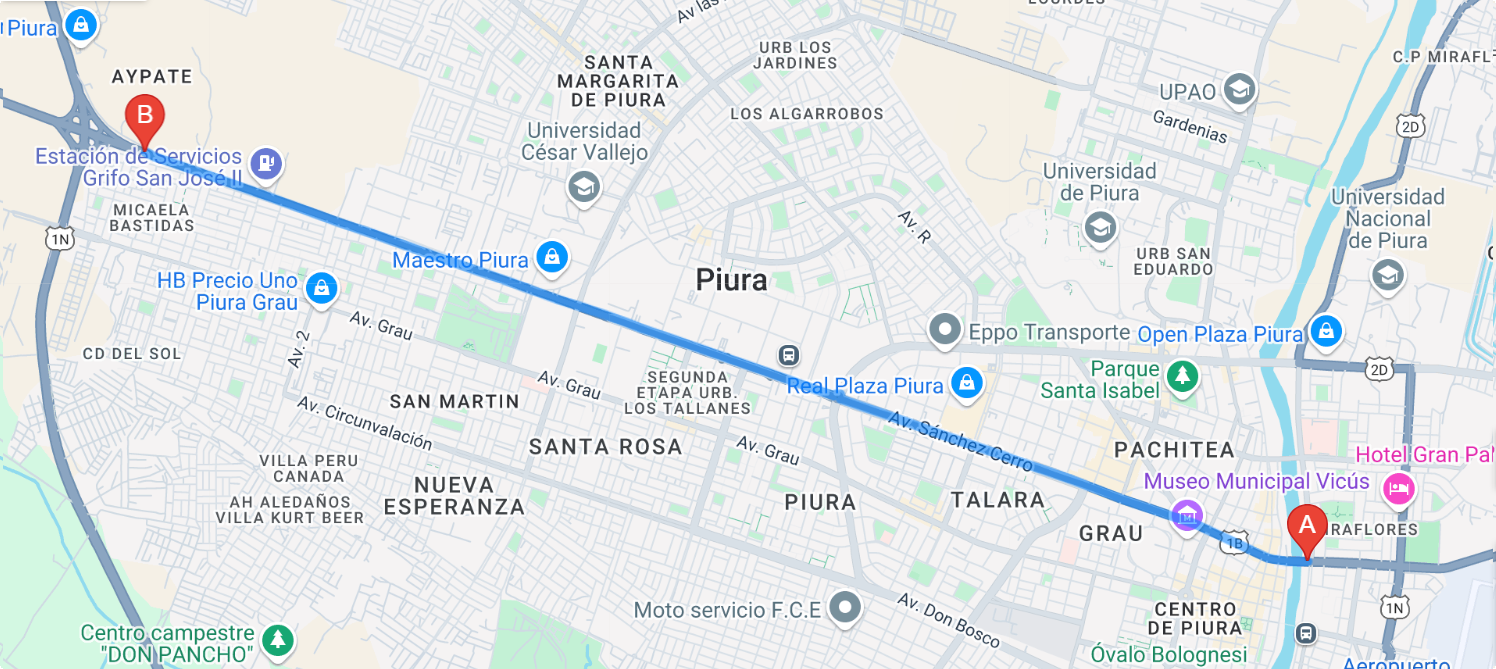 Piura
AYPATE
B
Estación de Servicios
Grifo San José II
MICAELA
BASTIDAS
1N
HB Precio Uno
Piura Grau
CD DEL SOL
Av. 2
Av. Grau
SANTA
MARGARITA
DE PIURA
Universidad
César Vallejo
Maestro Piura
URB LOS
JARDINES
LOS ALGARROBOS
Av. R
Piura
UPAO
Gardenias
C.P MIRAFL
2D
Universidad
de Piura
Universidad
Nacional
de Piura
URB SAN
EDUARDO
Eppo Transporte
Open Plaza Piura
Parque
Santa Isabel
2D
Real Plaza Piura
Av. Sánchez Cerro
SEGUNDA
ETAPA URB.
LOS TALLANES
Av. Grau
Av. Grau
SAN MARTIN
Av. Circunvalación
SANTA ROSA
VILLA PERU
CANADA
AH ALEDAÑOS
VILLA KURT BEER
NUEVA
ESPERANZA
PIURA
TALARA
PACHITEA
Museo Municipal Vicús
Hotel Gran Pa
GRAU
1B
A
IRAFLORES
Moto servicio F.C.E
Av. Don Bosco
CENTRO
DE PIURA
Óvalo Bolognesi
1N
Aeropuerto
Centro campestre
"DON PANCHO"